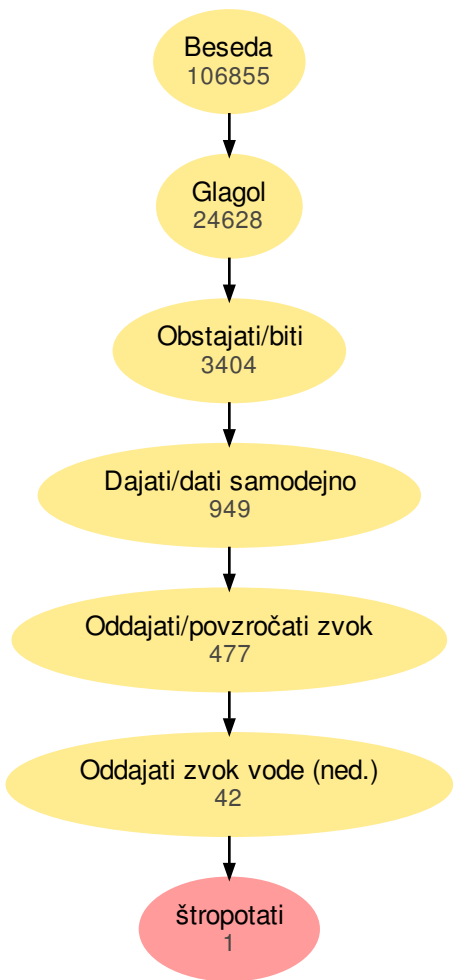 Beseda
106855
Glagol
24628
Obstajati/biti
3404
Dajati/dati samodejno
949
Oddajati/povzročati zvok
477
Oddajati zvok vode (ned.)
42
štropotati
1